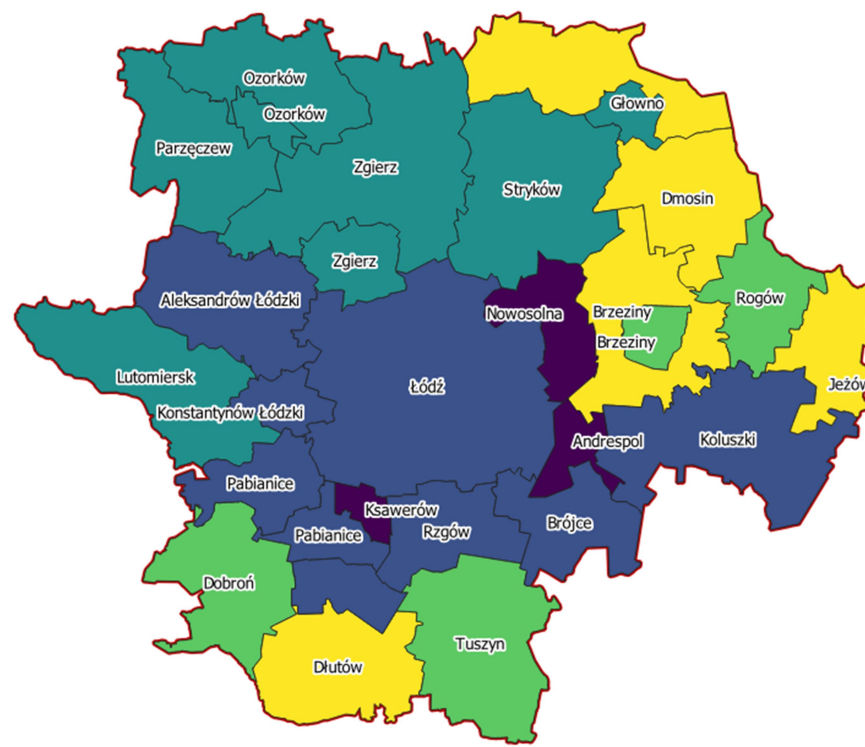 Ozorków
Ozorków
Głowno
Parzęczew
Zgierz
Stryków
Dmosin
Zgierz
Aleksandrów Łódzki
Nowosolna
Brzeziny
Rogów
Brzeziny
Lutomiersk
Łódź
Jeżów
Konstantynów Łódzki
Andrespol
Koluszki
Pabianice
Ksawerów
Brójce
Pabianice
Rzgów
Dobroń
Tuszyn
Dłutów